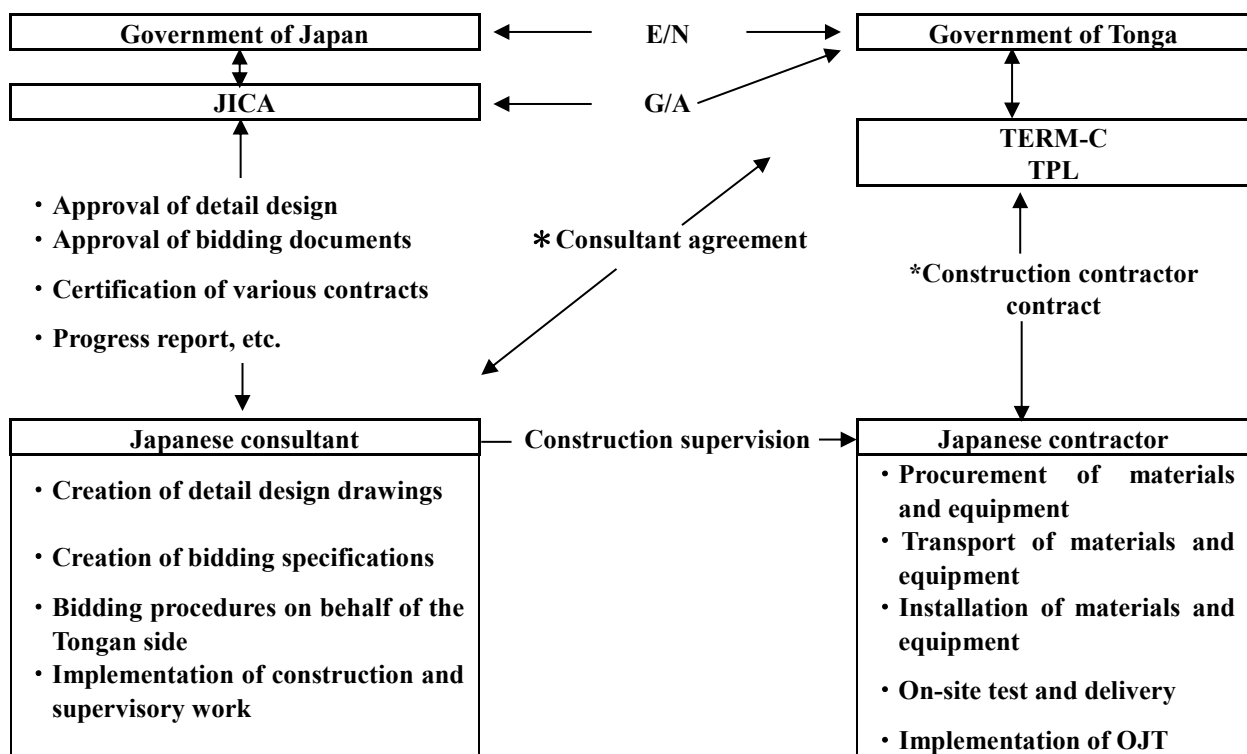 Government of Japan
E/N
Government of Tonga
JICA
G/A
TERM-C
TPL
・Approval of detail design
・Approval of bidding documents
・Certification of various contracts
・Progress report, etc.
＊Consultant agreement
*Construction contractor
contract
Japanese consultant
Construction supervision
Japanese contractor
・Creation of detail design drawings
・Creation of bidding specifications
・Bidding procedures on behalf of the
Tongan side
・Implementation of construction and
supervisory work
・Procurement of materials
and equipment
・Transport of materials and
equipment
・Installation of materials and
equipment
・On-site test and delivery
・Implementation of OJT